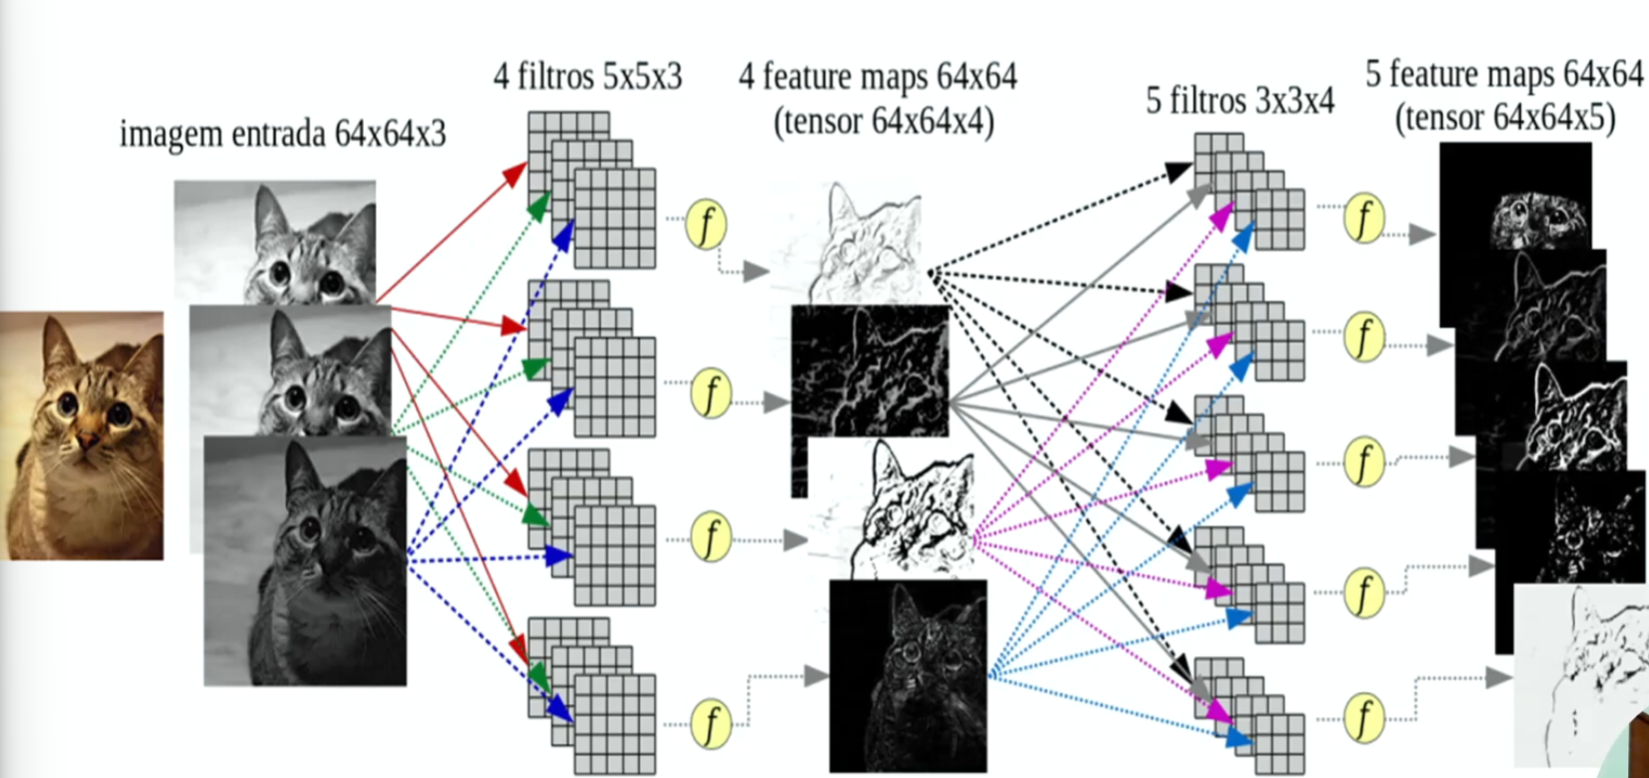 imagem entrada 64x64x3
4 filtros 5x5x3
4 feature maps 64x64
(tensor 64x64x4)
5 filtros 3x3x4
5 feature maps 64x64
(tensor 64x64x5)
f
f
f
f
f
f
f
f
f